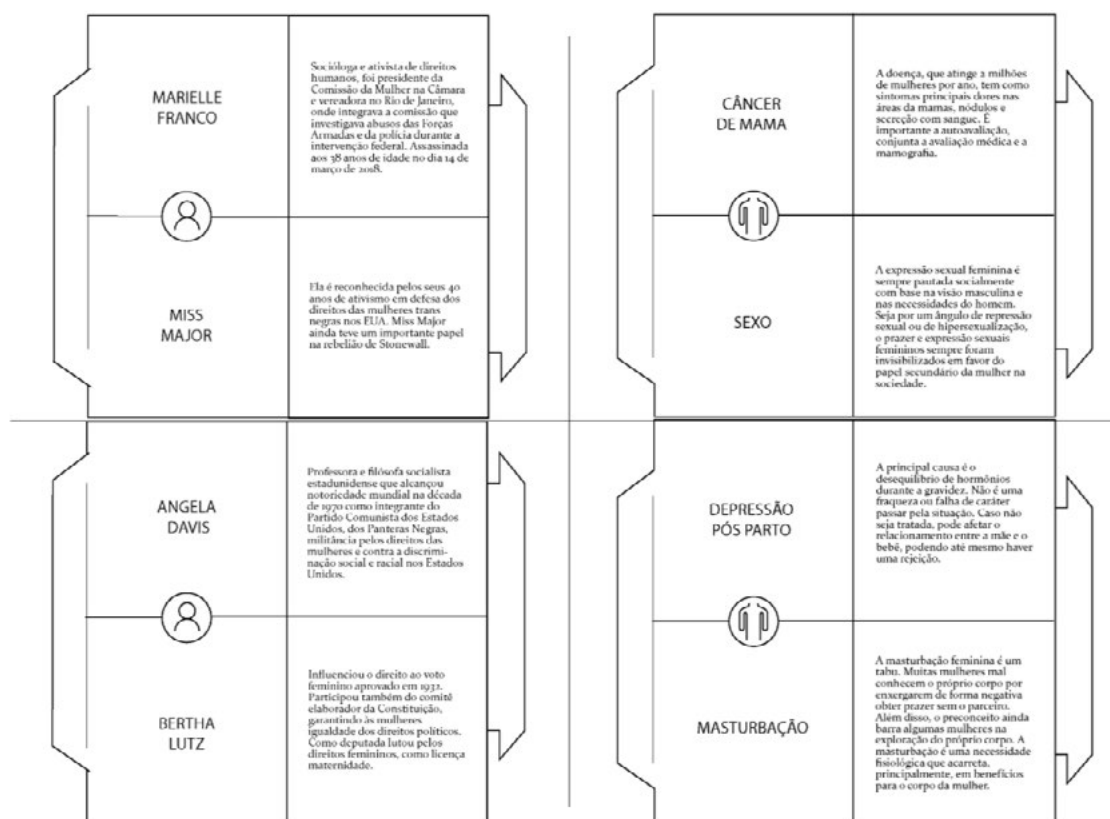 MARIELLE
FRANCO
Socióloga e ativista de direitos
humanos, foi presidente da
Comissão da Mulher na Câmara
e vereadora no Rio de Janeiro,
onde integrava a comissão que
investigava abusos das Forças
Armadas e da polícia durante a
intervenção federal. Assassinada
aos 38 anos de idade no dia 14 de
março de 2018.
MISS
MAJOR
Ela é reconhecida pelos seus 40
anos de ativismo em defesa dos
direitos das mulheres trans
negras nos EUA. Miss Major
ainda teve um importante papel
na rebelião de Stonewall.
CÂNCER
DE MAMA
A doença, que atinge 2 milhões
de mulheres por ano, tem como
sintomas principais dores nas
áreas da mamas, nódulos e
secreção com sangue. É
importante a autoavaliação,
conjunta a avaliação médica e a
mamografia.
SEXO
A expressão sexual feminina é
sempre pautada socialmente
com base na visão masculina e
nas necessidades do homem.
Seja por um ângulo de repressão
sexual ou de hipersexualização,
o prazer e expressão sexuais
femininos sempre foram
invisibilizados em favor do
papel secundário da mulher na
sociedade.
ANGELA
DAVIS
Professora e filósofa socialista
estadunidense que alcançou
notoriedade mundial na década
de 1970 como integrante do
Partido Comunista dos Estados
Unidos, dos Panteras Negras,
militância pelos direitos das
mulheres e contra a discrimi-
nação social e racial nos Estados
Unidos.
BERTHA
LUTZ
Influenciou o direito ao voto
feminino aprovado em 1932.
Participou também do comitê
elaborador da Constituição,
garantindo às mulheres
igualdade dos direitos políticos.
Como deputada lutou pelos
direitos femininos, como licença
maternidade.
DEPRESSÃO
PÓS PARTO
A principal causa é o
desequilíbrio de hormônios
durante a gravidez. Não é uma
fraqueza ou falha de caráter
passar pela situação. Caso não
seja tratada, pode afetar o
relacionamento entre a mãe e o
bebê, podendo até mesmo haver
uma rejeição.
MASTURBAÇÃO
A masturbação feminina é um
tabu. Muitas mulheres mal
conhecem o próprio corpo por
enxergarem de forma negativa
obter prazer sem o parceiro.
Além disso, o preconceito ainda
barra algumas mulheres na
exploração do próprio corpo. A
masturbação é uma necessidade
fisiológica que acarreta,
principalmente, em benefícios
para o corpo da mulher.